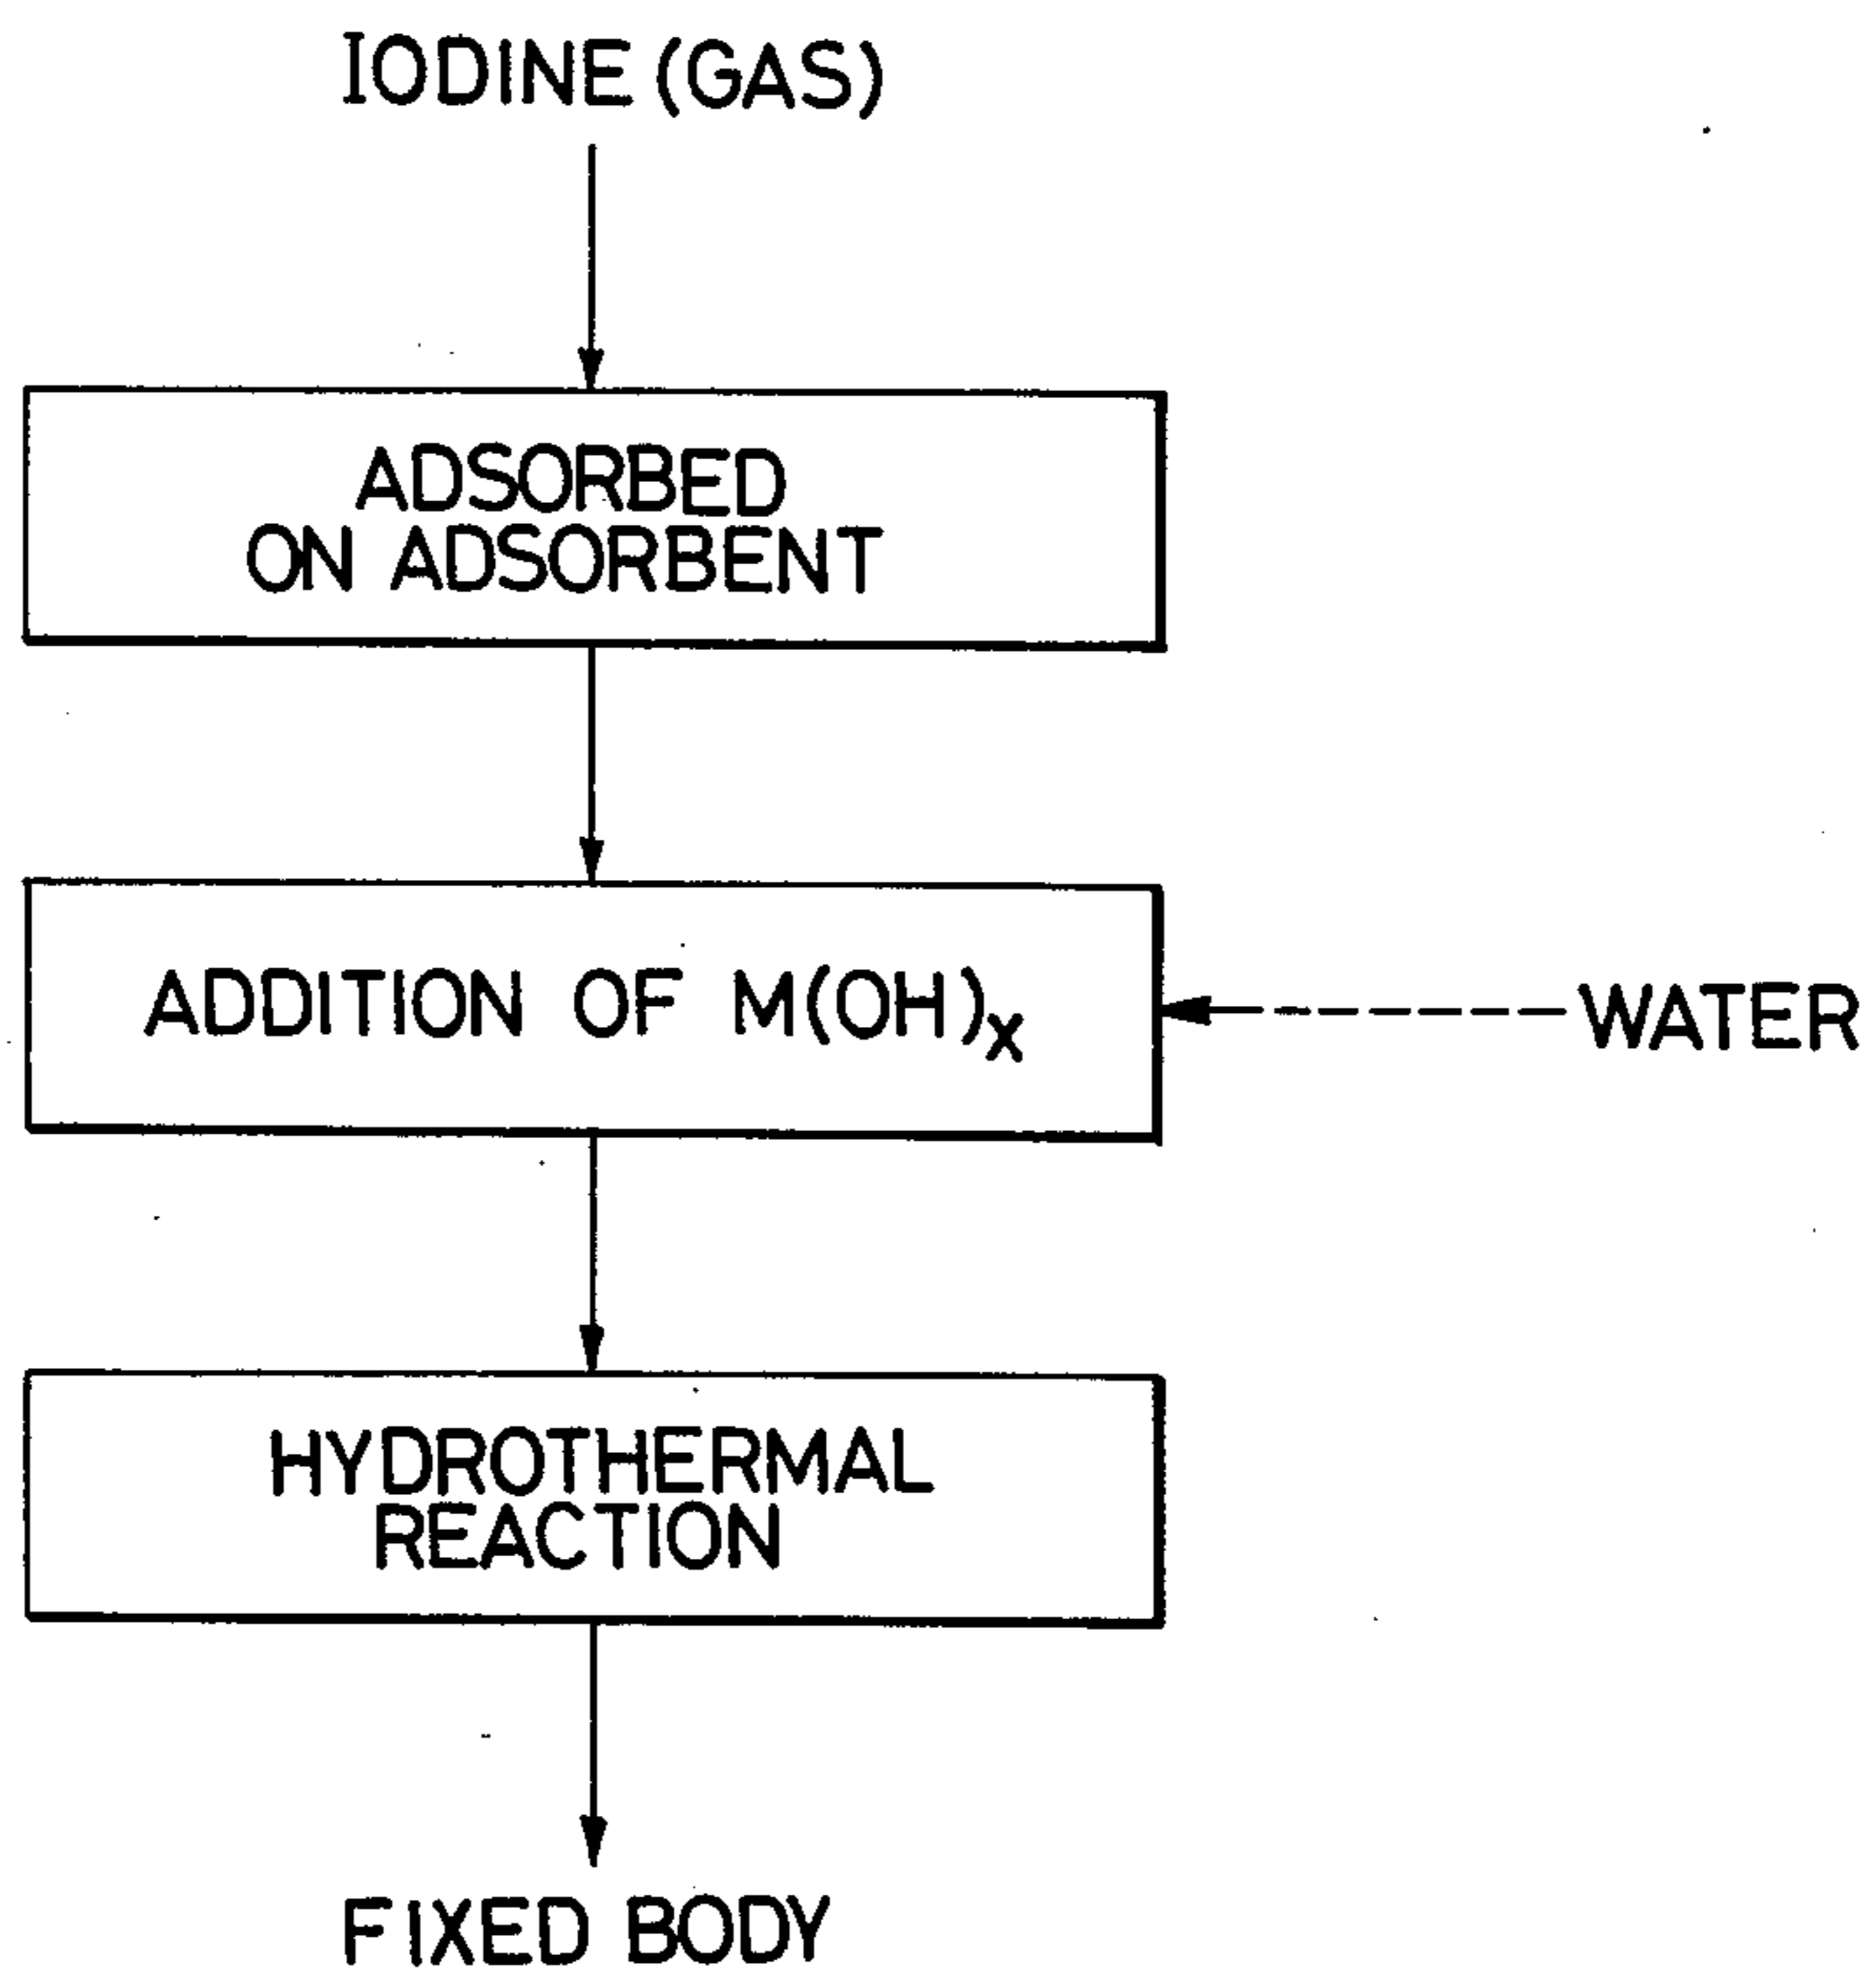 IODINE (GAS)
ADSORBED
ON ADSORBENT
ADDITION OF M(OH)x
WATER
HYDROTHERMAL
REACTION
FIXED BODY